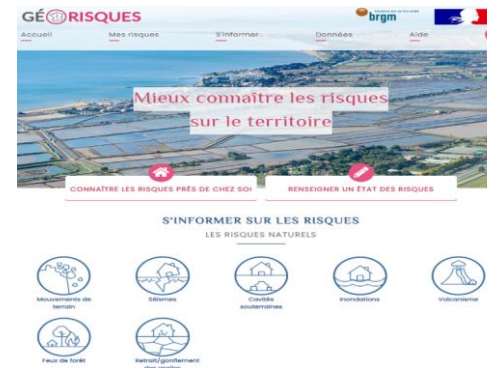 GÉORISQUES
brgm
Accueil
Mes risques
S'informer
Données
Aide
Mieux connaître les risques
sur le territoire
CONNAÎTRE LES RISQUES PRÈS DE CHEZ SOI
RENSEIGNER UN ÉTAT DES RISQUES
S'INFORMER SUR LES RISQUES
LES RISQUES NATURELS
Mouvements de
terrain
Séismes
Cavités
souterraines
Inondations
Volcanisme
Feux de forêt
Retrait/gonflement
des argiles